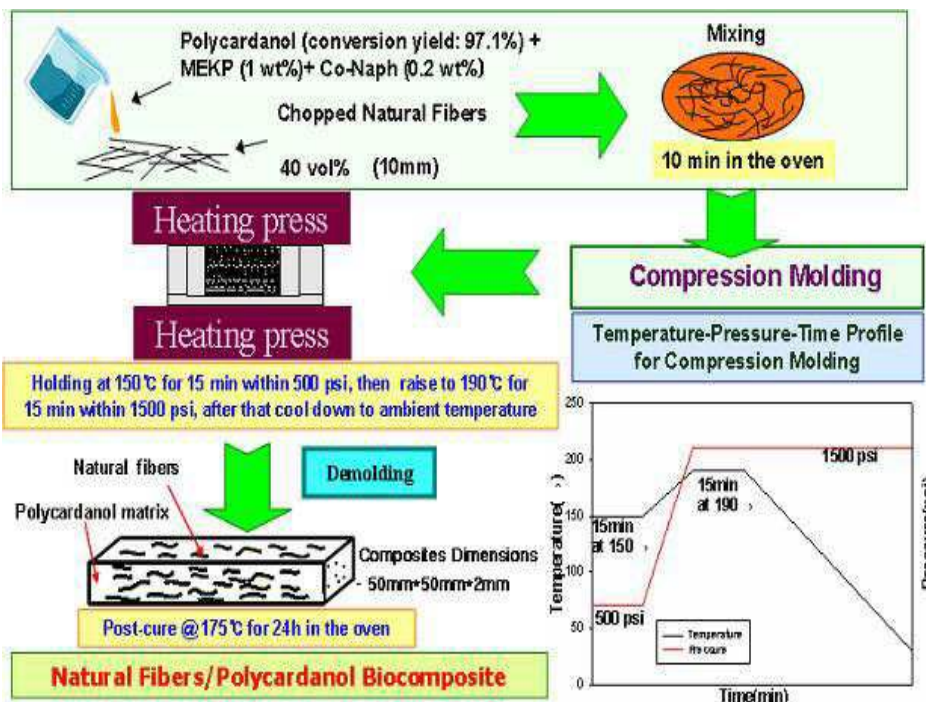 Polycardanol (conversion yield: 97.1%) +
MEKP (1 wt%)+ Co-Naph (0.2 wt%)
Chopped Natural Fibers
40 vol% (10mm)
Mixing
10 min in the oven
Heating press
Heating press
Compression Molding
Temperature-Pressure-Time Profile
for Compression Molding
Holding at 150℃ for 15 min within 500 psi, then raise to 190℃ for
15 min within 1500 psi, after that cool down to ambient temperature
Demolding
Natural fibers
Polycardanol matrix
Composites Dimensions
50mm*50mm*2mm
Post-cure @175℃ for 24h in the oven
Natural Fibers/Polycardanol Biocomposite
250
200
150
100
50
0
Temperature(→)
1500 psi
15min
at 190 →
15min
at 150 →
500 psi
Temperature
Time(min)